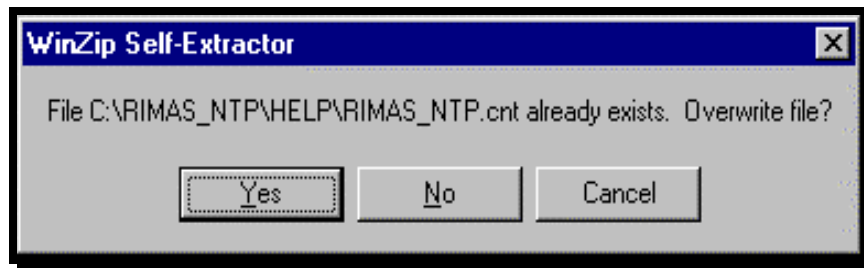 WinZip Self-Extractor
File C:\RIMAS_NTP\HELP\RIMAS_NTP.cnt already exists.  Overwrite file?
Yes No Cancel